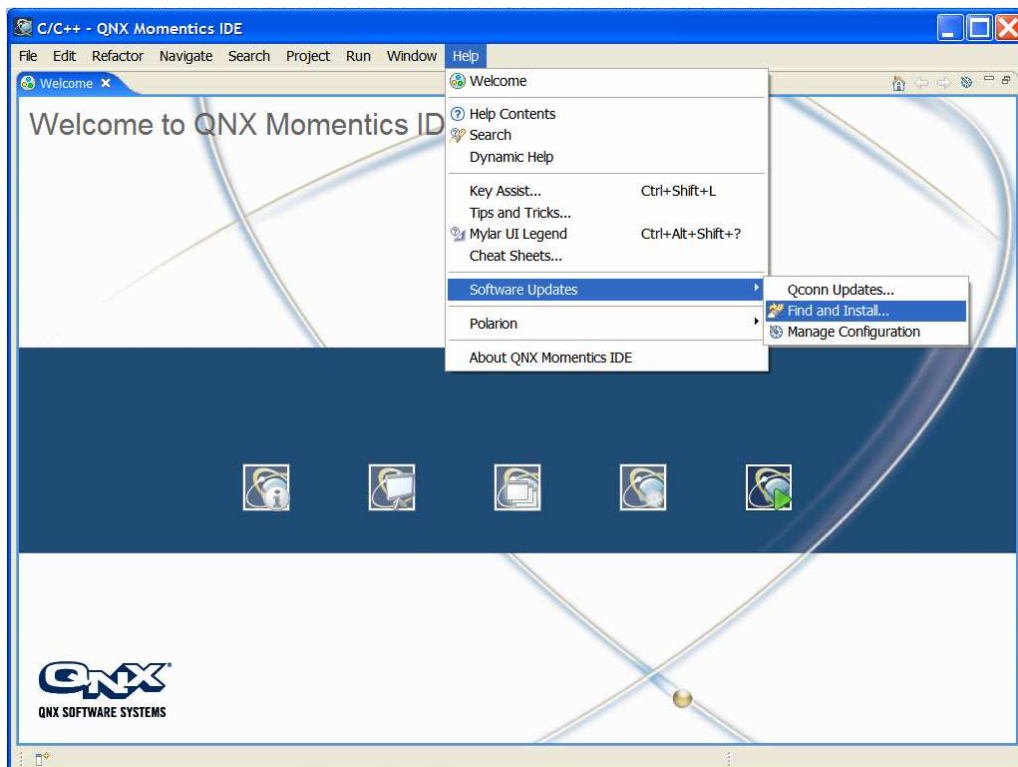 C/C++ - QNX Momentics IDE
File Edit Refactor Navigate Search Project Run Window Help
Welcome
Welcome to QNX Momentics ID
Welcome
Help Contents
Search
Dynamic Help
Key Assist... Ctrl+Shift+L
Tips and Tricks...
Mylar UI Legend Ctrl+Alt+Shift+?
Cheat Sheets...
Software Updates
Qconn Updates...
Find and Install...
Manage Configuration
Polarion
About QNX Momentics IDE
QNX
QNX SOFTWARE SYSTEMS